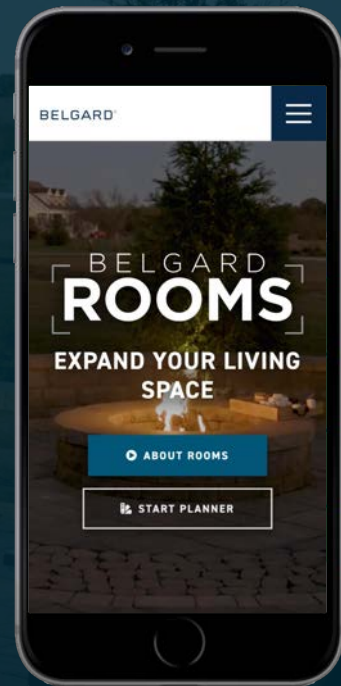 BELGARD®
BELGARD
ROOMS
EXPAND YOUR LIVING
SPACE
ABOUT ROOMS
START PLANNER